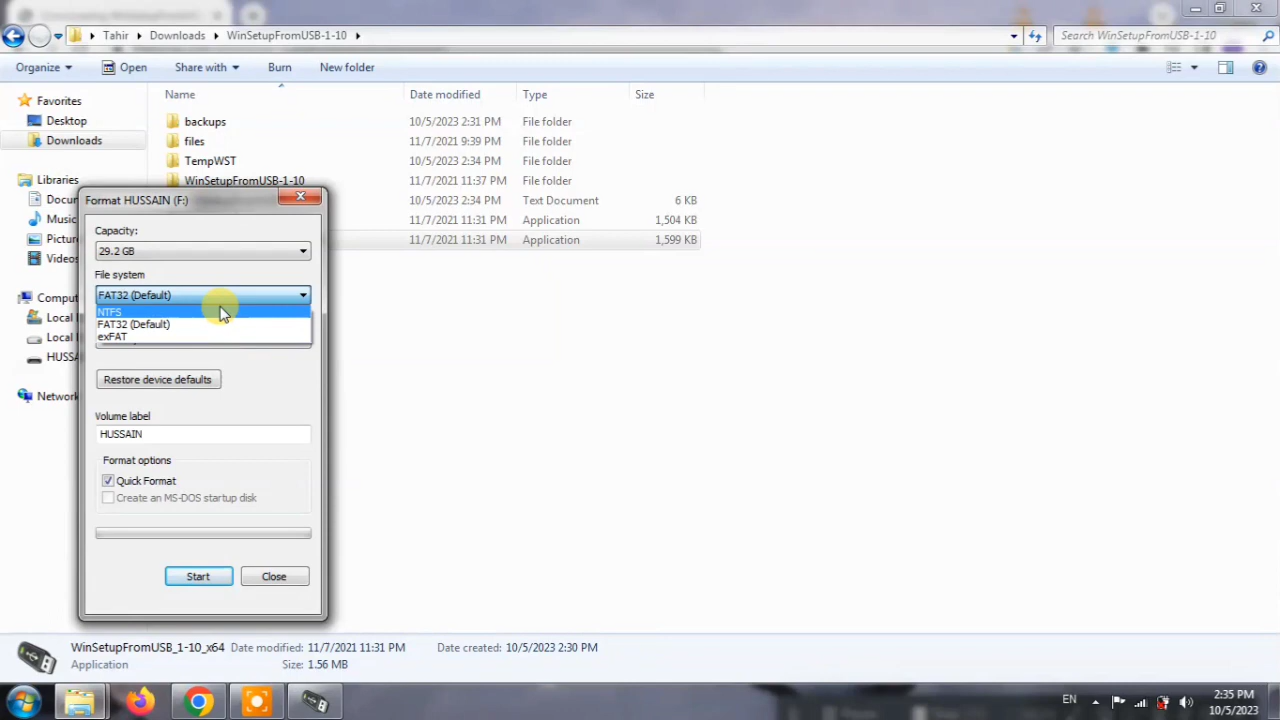 Tahir Downloads WinSetupFromUSB-1-10
Search WinSetupFromUSB-1-10
Organize Open Share with Burn New folder
Name Date modified Type Size
Favorites
Desktop
Downloads
Libraries
Docum
Music
Picture
Videos
Comput
Local
Local
HUSSA
Network
backups 10/5/2023 2:31 PM File folder
files 11/7/2021 9:39 PM File folder
TempWST 10/5/2023 2:34 PM File folder
WinSetupFromUSB-1-10 11/7/2021 11:37 PM File folder
10/5/2023 2:34 PM Text Document 6 KB
11/7/2021 11:31 PM Application 1,504 KB
11/7/2021 11:31 PM Application 1,599 KB
Format HUSSAIN (F:)
Capacity:
29.2 GB
File system
FAT32 (Default)
NTFS
FAT32 (Default)
exFAT
Restore device defaults
Volume label
HUSSAIN
Format options
Quick Format
Create an MS-DOS startup disk
Start Close
WinSetupFromUSB_1-10_x64 Date modified: 11/7/2021 11:31 PM Date created: 10/5/2023 2:30 PM
Application Size: 1.56 MB
EN
2:35 PM
10/5/2023